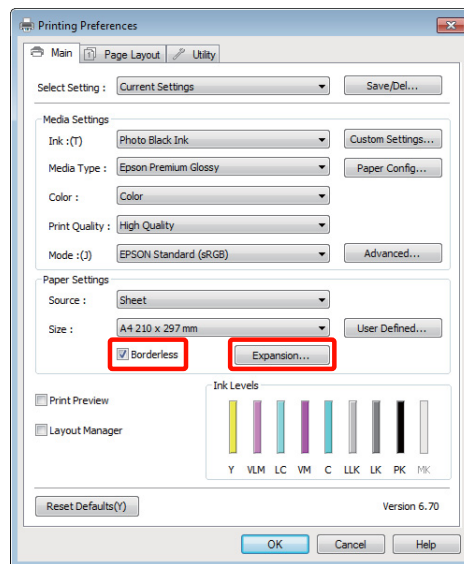 Printing Preferences
Main Page Layout Utility
Select Setting : Current Settings Save/Del...
Media Settings
Ink :(T) Photo Black Ink Custom Settings...
Media Type : Epson Premium Glossy Paper Config...
Color : Color
Print Quality : High Quality
Mode :(J) EPSON Standard (sRGB) Advanced...
Paper Settings
Source : Sheet
Size : A4 210 x 297 mm User Defined...
Borderless Expansion...
Print Preview
Layout Manager
Ink Levels
Y VLM LC VM C LLK LK PK MK
Reset Defaults(Y) Version 6.70
OK Cancel Help